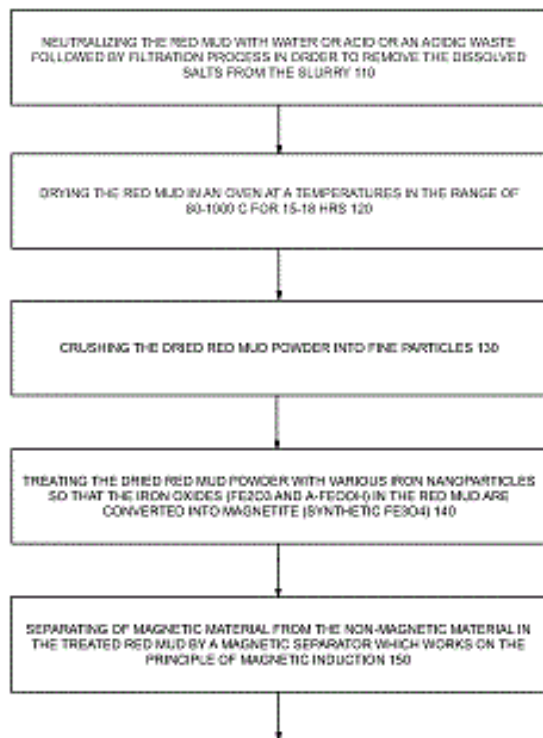 NEUTRALIZING THE RED MUD WITH WATER OR ACID OR AN ACIDIC WASTE
FOLLOWED BY FILTRATION PROCESS IN ORDER TO REMOVE THE DISSOLVED
SALTS FROM THE SLURRY 110
DRYING THE RED MUD IN AN OVEN AT A TEMPERATURES IN THE RANGE OF
80-1000 C FOR 15-18 HRS 120
CRUSHING THE DRIED RED MUD POWDER INTO FINE PARTICLES 130
TREATING THE DRIED RED MUD POWDER WITH VARIOUS IRON NANOPARTICLES
SO THAT THE IRON OXIDES (FE2O3 AND A-FEOOH) IN THE RED MUD ARE
CONVERTED INTO MAGNETITE (SYNTHETIC FE3O4) 140
SEPARATING OF MAGNETIC MATERIAL FROM THE NON-MAGNETIC MATERIAL IN
THE TREATED RED MUD BY A MAGNETIC SEPARATOR WHICH WORKS ON THE
PRINCIPLE OF MAGNETIC INDUCTION 150